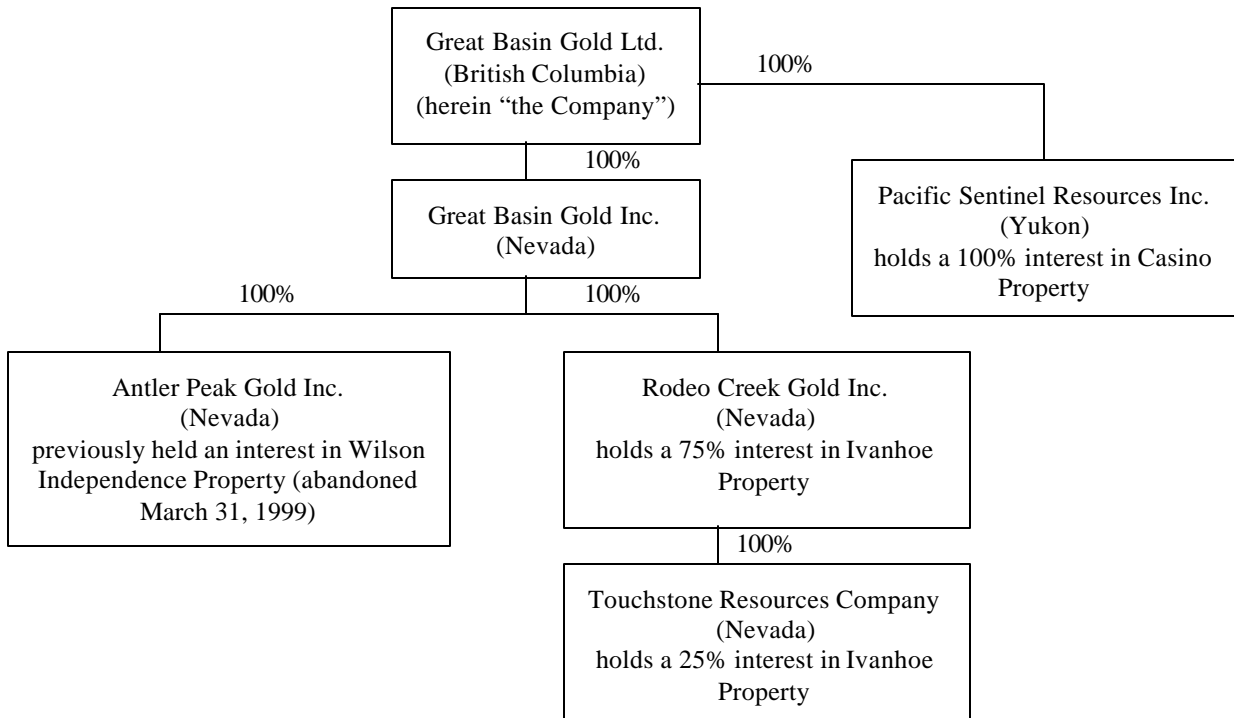 Great Basin Gold Ltd.
(British Columbia)
(herein “the Company”)
100%
100%
Great Basin Gold Inc.
(Nevada)
Pacific Sentinel Resources Inc.
(Yukon)
holds a 100% interest in Casino
Property
100%
100%
Antler Peak Gold Inc.
(Nevada)
previously held an interest in Wilson
Independence Property (abandoned
March 31, 1999)
Rodeo Creek Gold Inc.
(Nevada)
holds a 75% interest in Ivanhoe
Property
100%
Touchstone Resources Company
(Nevada)
holds a 25% interest in Ivanhoe
Property